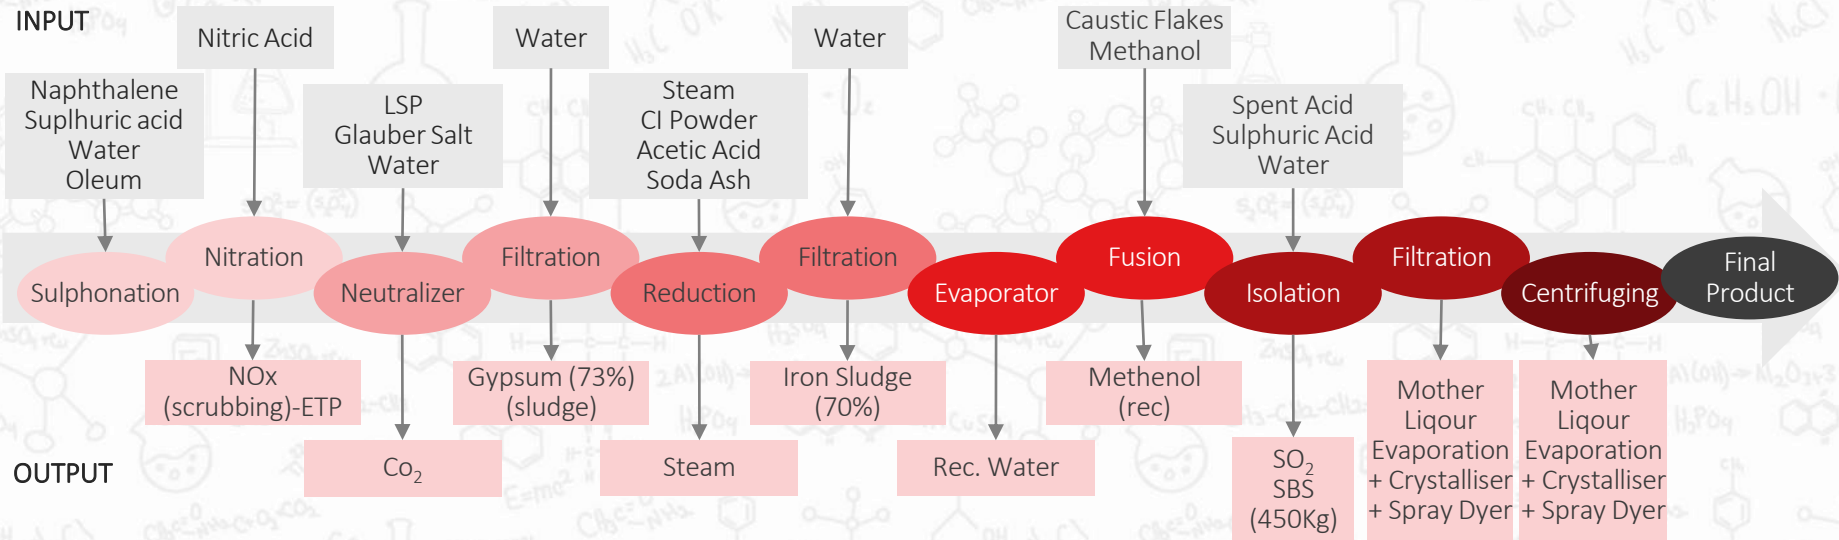 INPUT
Nitric Acid
Water
Water
Caustic Flakes
Methanol
Naphthalene
Suplhuric acid
Water
Oleum
LSP
Glauber Salt
Water
Steam
CI Powder
Acetic Acid
Soda Ash
Spent Acid
Sulphuric Acid
Water
Sulphonation
Nitration
Neutralizer
Filtration
Reduction
Filtration
Evaporator
Fusion
Isolation
Filtration
Centrifuging
Final
Product
NOx
(scrubbing)-ETP
Gypsum (73%)
(sludge)
Iron Sludge
(70%)
Methenol
(rec)
Mother
Liqour
Evaporation
+ Crystalliser
+ Spray Dyer
Mother
Liqour
Evaporation
+ Crystalliser
+ Spray Dyer
OUTPUT
Co₂
Steam
Rec. Water
SO₂
SBS
(450Kg)